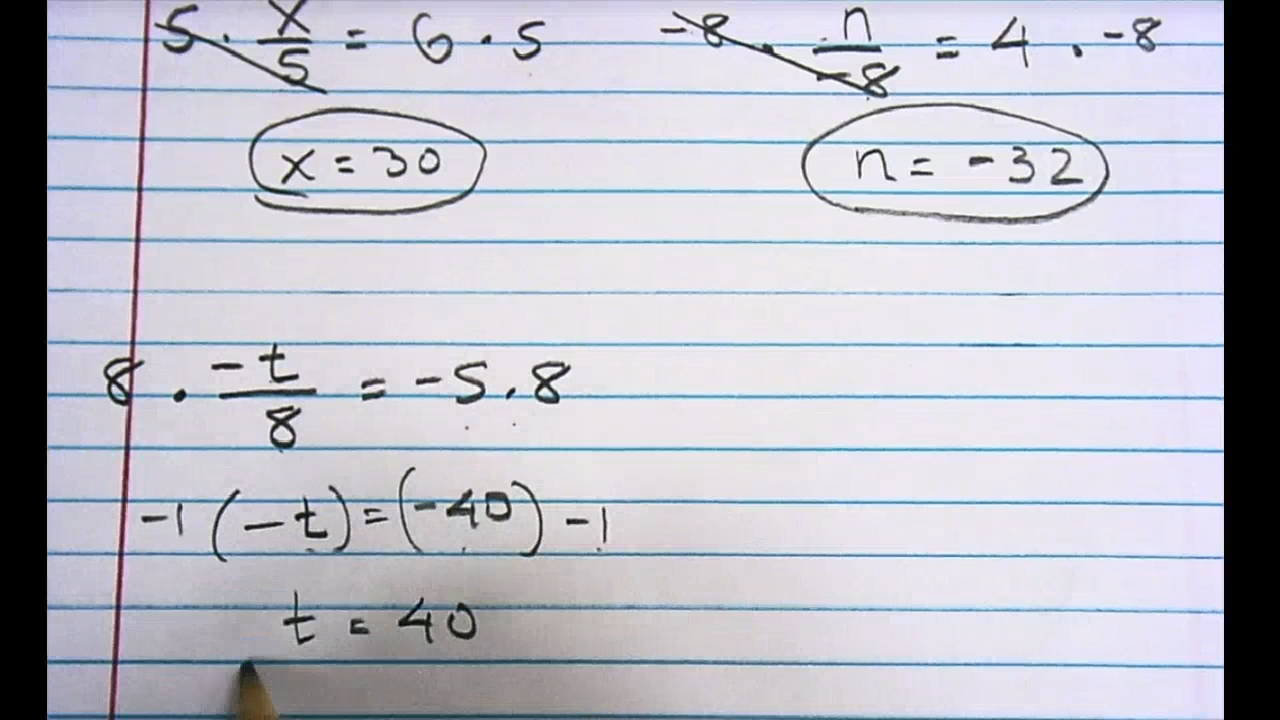 5 · x/5 = 6 · 5
-8 · n/-8 = 4 · -8
x = 30
n = -32
8 · -t/8 = -5 . 8
-1 (-t) = (-40) -1
t = 40